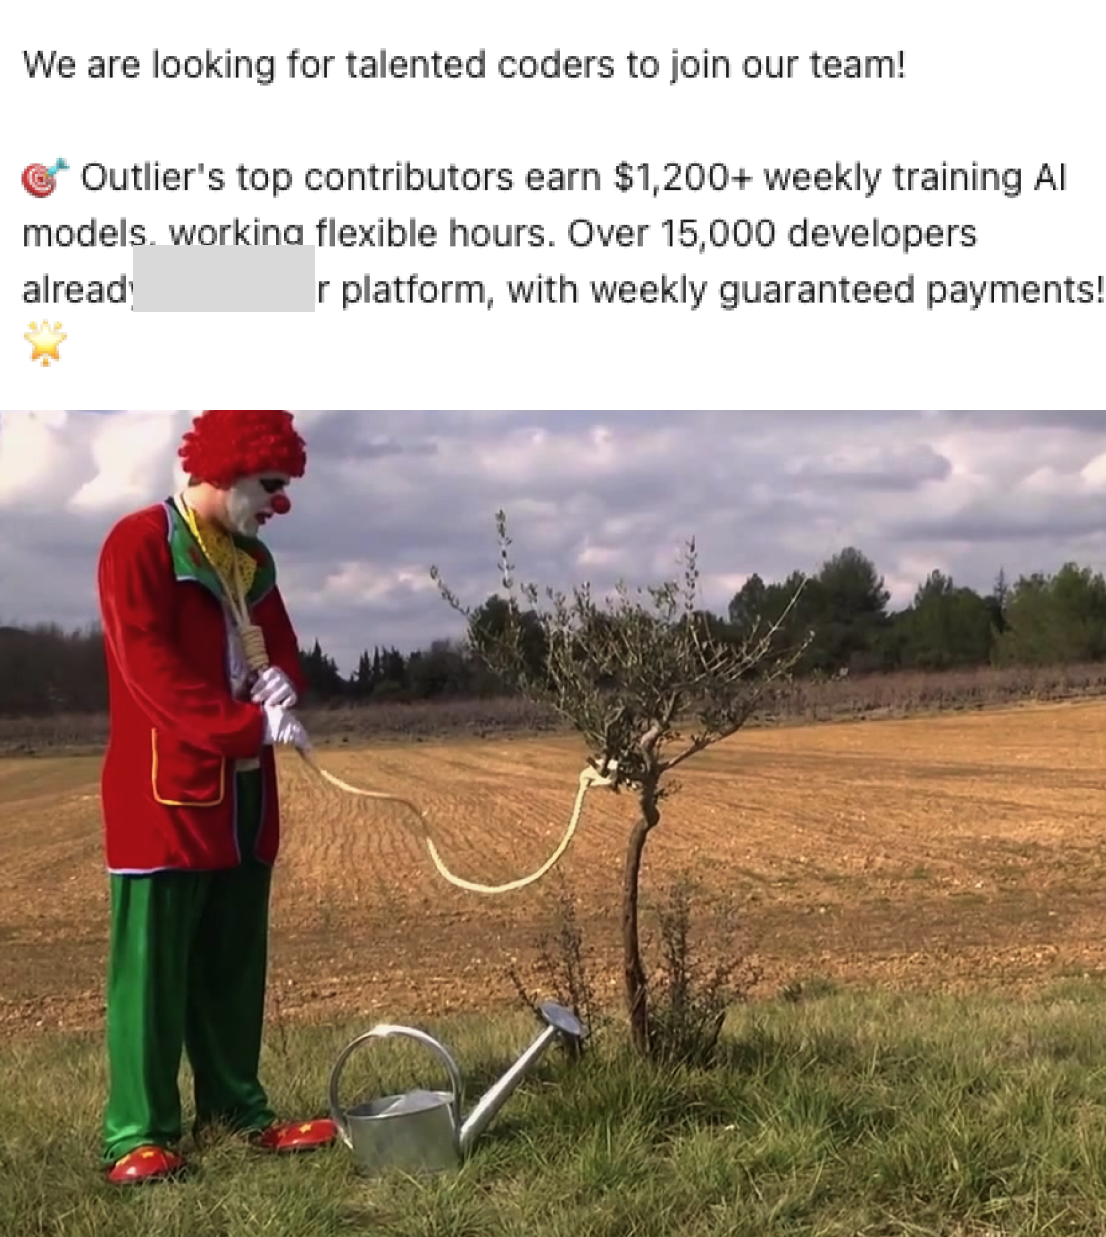 We are looking for talented coders to join our team!
🎯 Outlier's top contributors earn $1,200+ weekly training AI
models, working flexible hours. Over 15,000 developers
already platform, with weekly guaranteed payments!
🌟